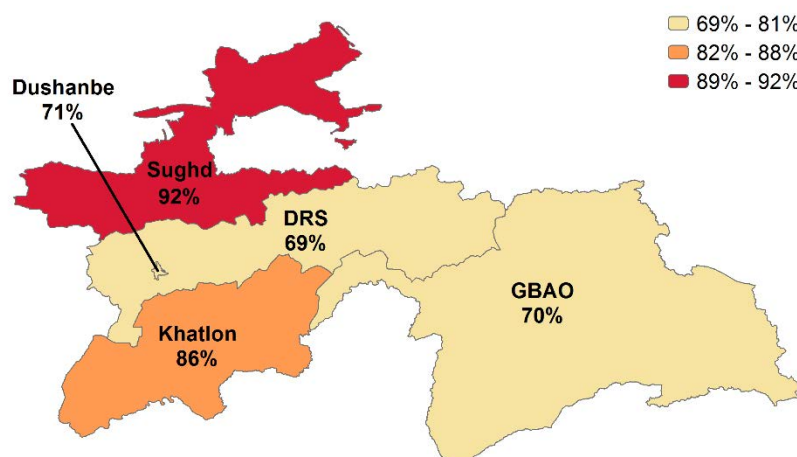 69% - 81%
82% - 88%
89% - 92%
Dushanbe
71%
Sughd
92%
DRS
69%
GBAO
70%
Khatlon
86%